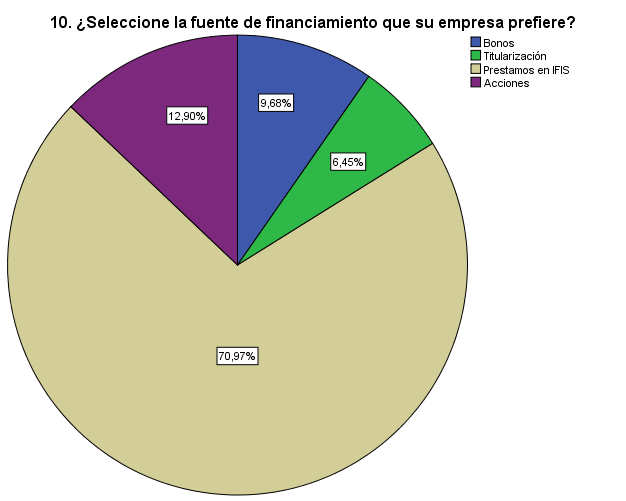 10. ¿Seleccione la fuente de financiamiento que su empresa prefiere?
Bonos
Titularización
Prestamos en IFIS
Acciones
12,90%
9,68%
6,45%
70,97%